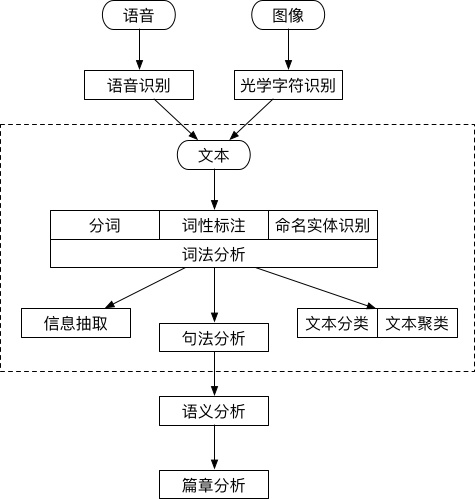 语音
图像
语音识别
光学字符识别
文本
分词
词性标注
命名实体识别
词法分析
信息抽取
句法分析
文本分类
文本聚类
语义分析
篇章分析